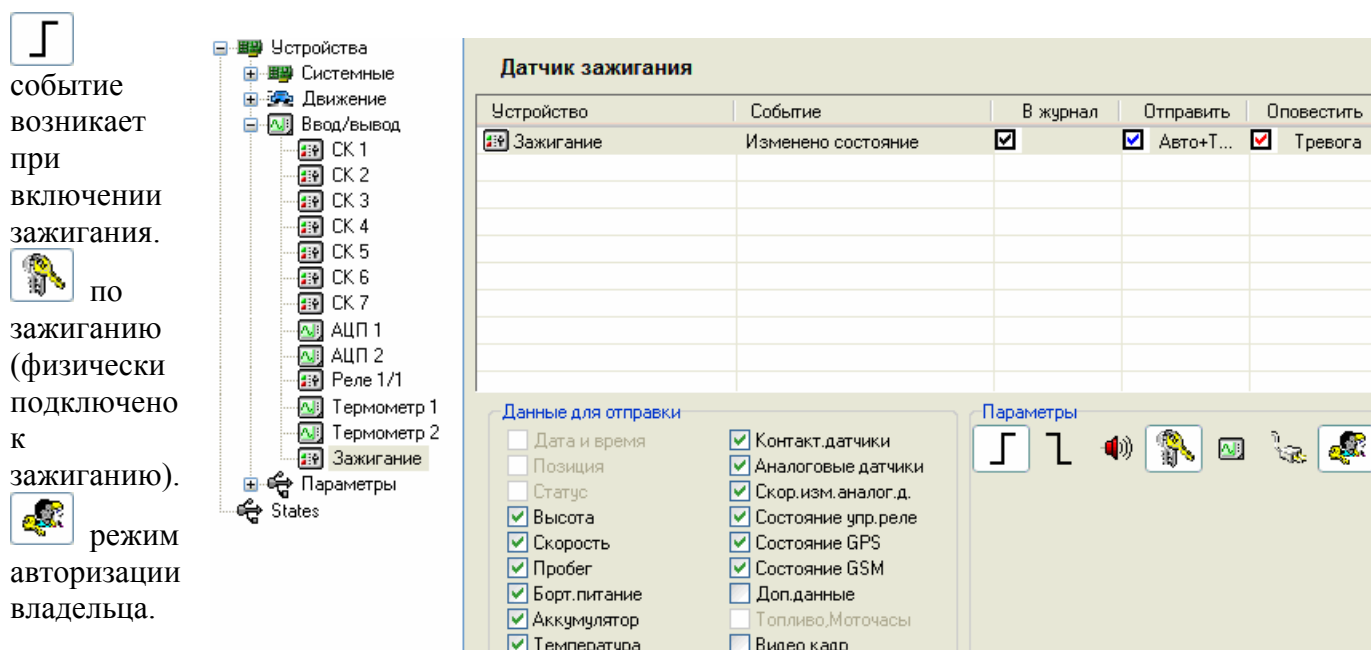 событие
возникает
при
включении
зажигания.
по
зажиганию
(физически
подключено
к
зажиганию).
режим
авторизации
владельца.
Устройства
Системные
Движение
Ввод/вывод
СК 1
СК 2
СК 3
СК 4
СК 5
СК 6
СК 7
АЦП 1
АЦП 2
Реле 1/1
Термометр 1
Термометр 2
Зажигание
Параметры
States
Датчик зажигания
Устройство Событие В журнал Отправить Оповестить
Зажигание Изменено состояние Авто+Т... Тревога
Данные для отправки
Дата и время
Позиция
Статус
Высота
Скорость
Пробег
Борт.питание
Аккумулятор
Температура
Контакт.датчики
Аналоговые датчики
Скор.изм.аналог.д.
Состояние упр.реле
Состояние GPS
Состояние GSM
Доп.данные
Топливо,Моточасы
Видео кадр
Параметры